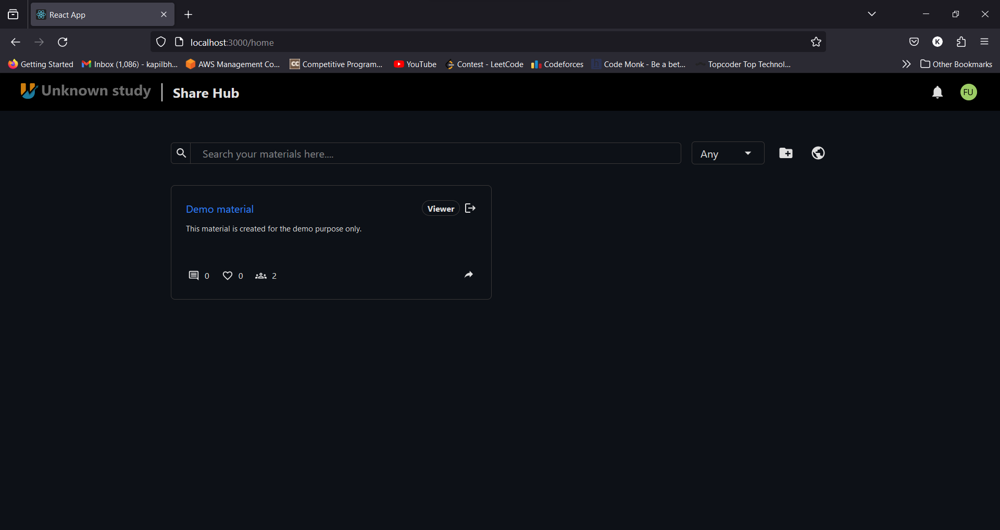 React App
localhost:3000/home
K
Getting Started
Inbox (1,086) - kapilbh...
AWS Management Co...
CC Competitive Program...
YouTube
Contest - LeetCode
Codeforces
Code Monk - Be a bet...
Topcoder Top Technol...
Other Bookmarks
Unknown study
Share Hub
FU
Search your materials here....
Any
Demo material
Viewer
This material is created for the demo purpose only.
0
0
2